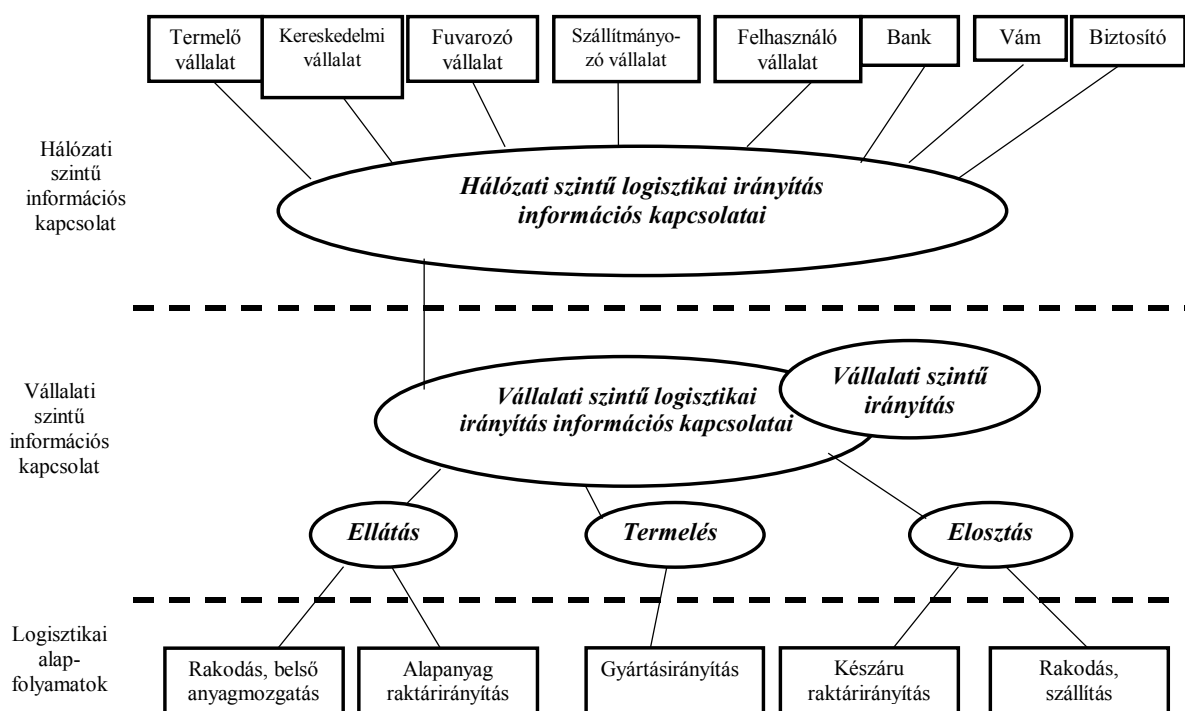 Termelő
vállalat
Kereskedelmi
vállalat
Fuvarozó
vállalat
Szállítmányo-
zó vállalat
Felhasználó
vállalat
Bank
Vám
Biztosító
Hálózati
szintű
információs
kapcsolat
Hálózati szintű logisztikai irányítás
információs kapcsolatai
Vállalati
szintű
információs
kapcsolat
Vállalati szintű logisztikai
irányítás információs kapcsolatai
Vállalati szintű
irányítás
Ellátás
Termelés
Elosztás
Logisztikai
alap-
folyamatok
Rakodás, belső
anyagmozgatás
Alapanyag
raktárirányítás
Gyártásirányítás
Készáru
raktárirányítás
Rakodás,
szállítás